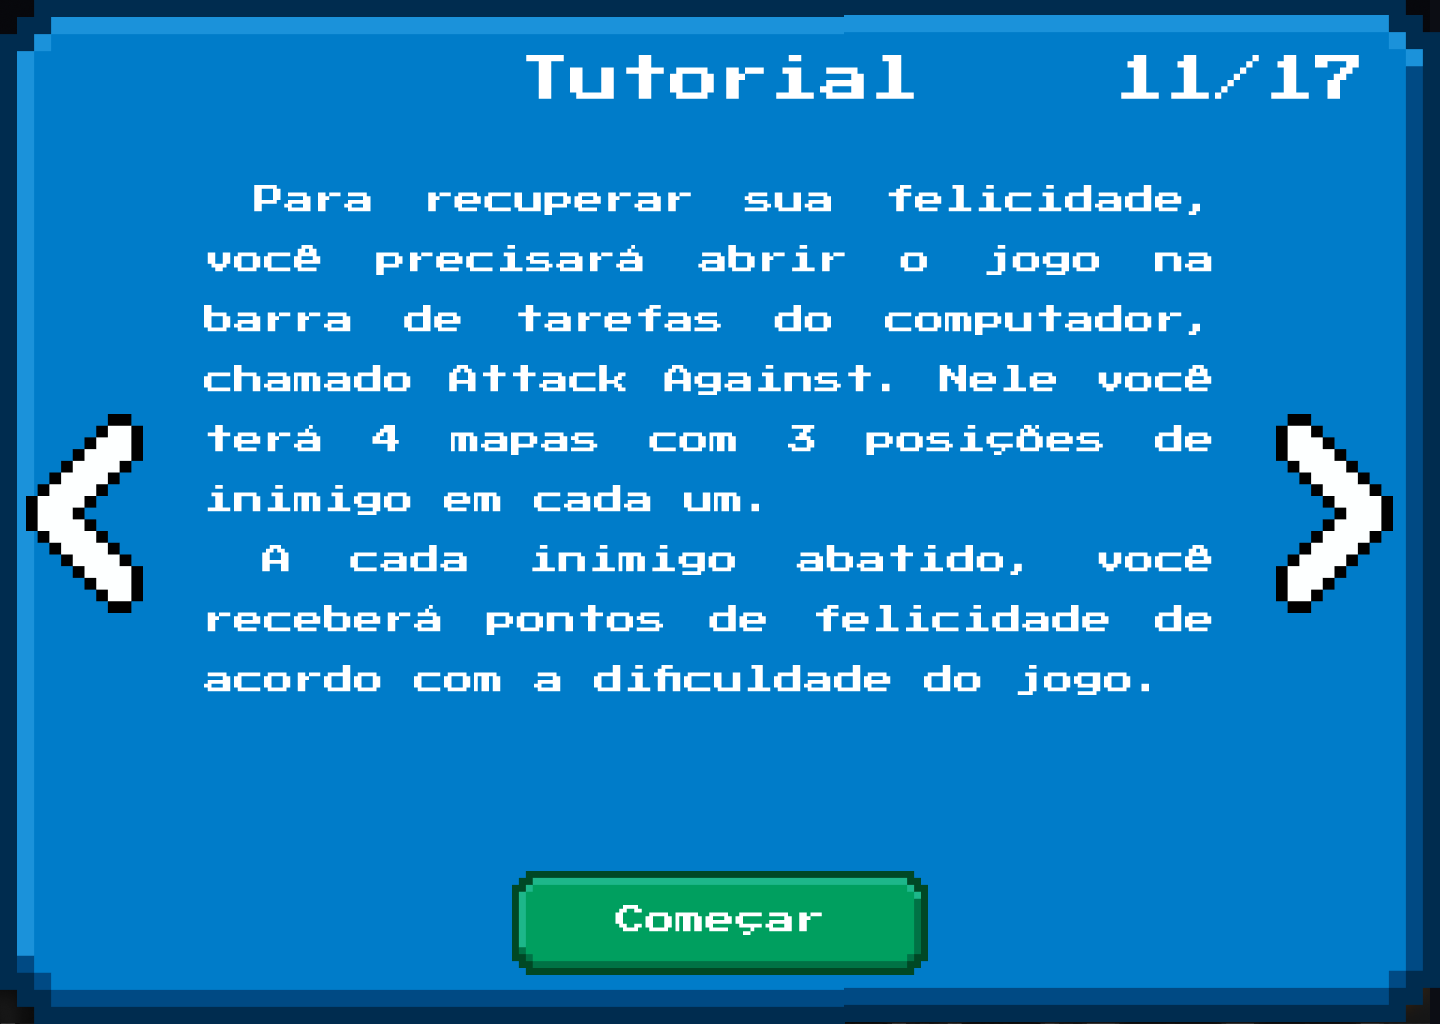 Tutorial 11/17
Para recuperar sua felicidade,
você precisará abrir o jogo na
barra de tarefas do computador,
chamado Attack Against. Nele você
terá 4 mapas com 3 posições de
inimigo em cada um.
A cada inimigo abatido, você
receberá pontos de felicidade de
acordo com a dificuldade do jogo.
Começar